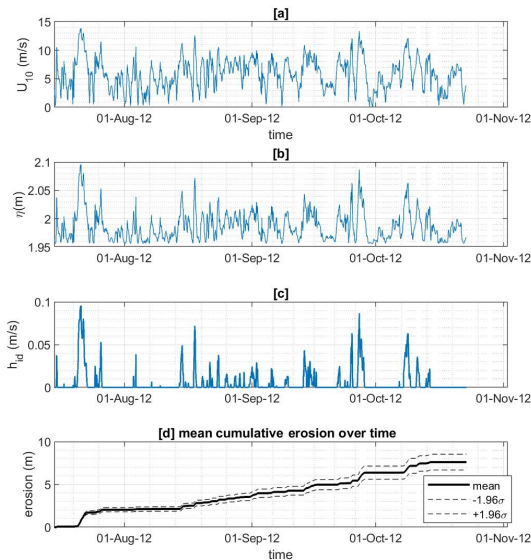 [a]
U10 (m/s)
15
10
5
0
01-Aug-12 01-Sep-12 01-Oct-12 01-Nov-12
time
[b]
η(m)
2.1
2.05
2
1.95
01-Aug-12 01-Sep-12 01-Oct-12 01-Nov-12
[c]
hid (m/s)
0.1
0.05
0
01-Aug-12 01-Sep-12 01-Oct-12 01-Nov-12
[d] mean cumulative erosion over time
erosion (m)
10
5
0
mean
-1.96σ
+1.96σ
01-Aug-12 01-Sep-12 01-Oct-12 01-Nov-12
time